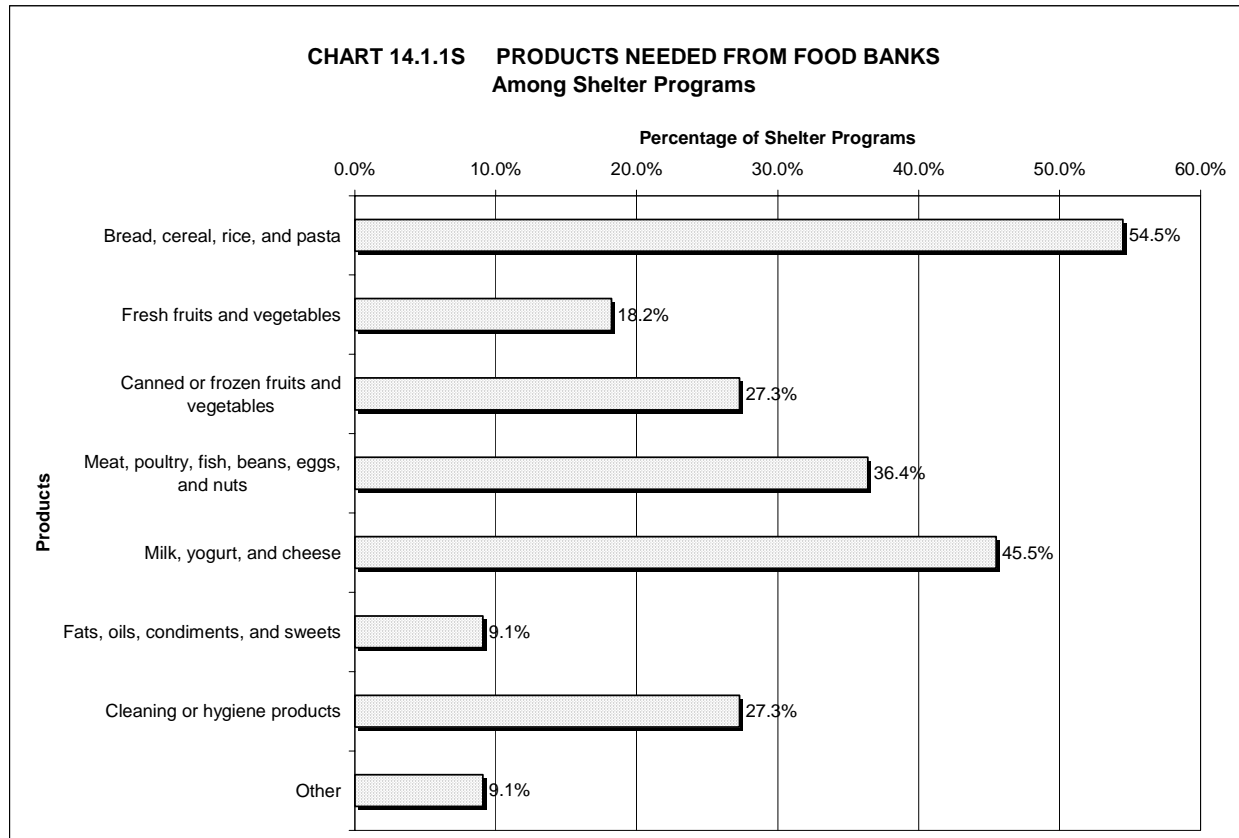 CHART 14.1.1S PRODUCTS NEEDED FROM FOOD BANKS
Among Shelter Programs
Percentage of Shelter Programs
0.0% 10.0% 20.0% 30.0% 40.0% 50.0% 60.0%
Products
Bread, cereal, rice, and pasta 54.5%
Fresh fruits and vegetables 18.2%
Canned or frozen fruits and
vegetables 27.3%
Meat, poultry, fish, beans, eggs,
and nuts 36.4%
Milk, yogurt, and cheese 45.5%
Fats, oils, condiments, and sweets 9.1%
Cleaning or hygiene products 27.3%
Other 9.1%